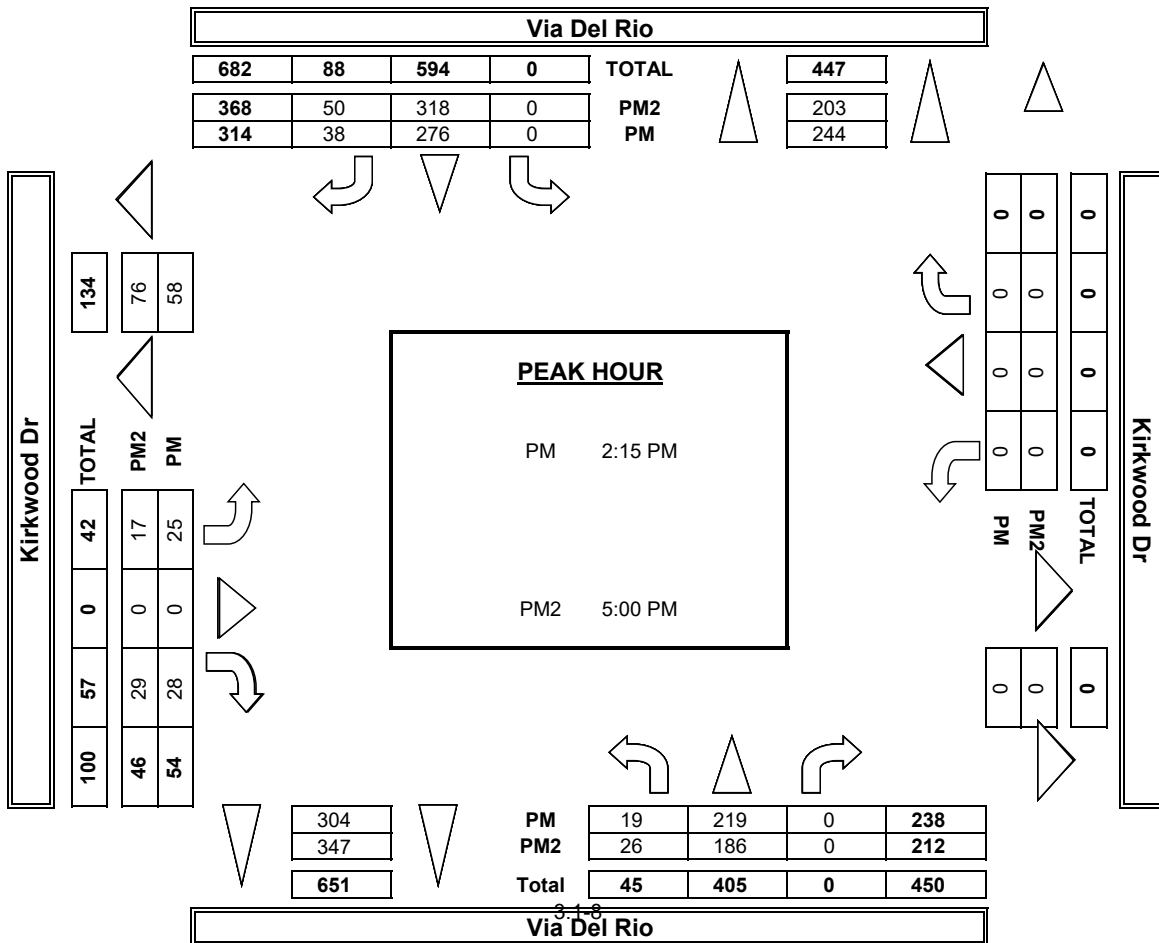 Via Del Rio
682 88 594 0 TOTAL 447
368 50 318 0 PM2 203
314 38 276 0 PM 244
Kirkwood Dr
134 76 58
TOTAL PM2 PM
42 17 25
0 0 0
57 29 28
100 46 54
PEAK HOUR
PM 2:15 PM
PM2 5:00 PM
0 0 0
0 0 0
0 0 0
0 0 0
PM PM2 TOTAL
0 0 0
Kirkwood Dr
304 PM 19 219 0 238
347 PM2 26 186 0 212
651 Total 45 405 0 450
3.1-8
Via Del Rio